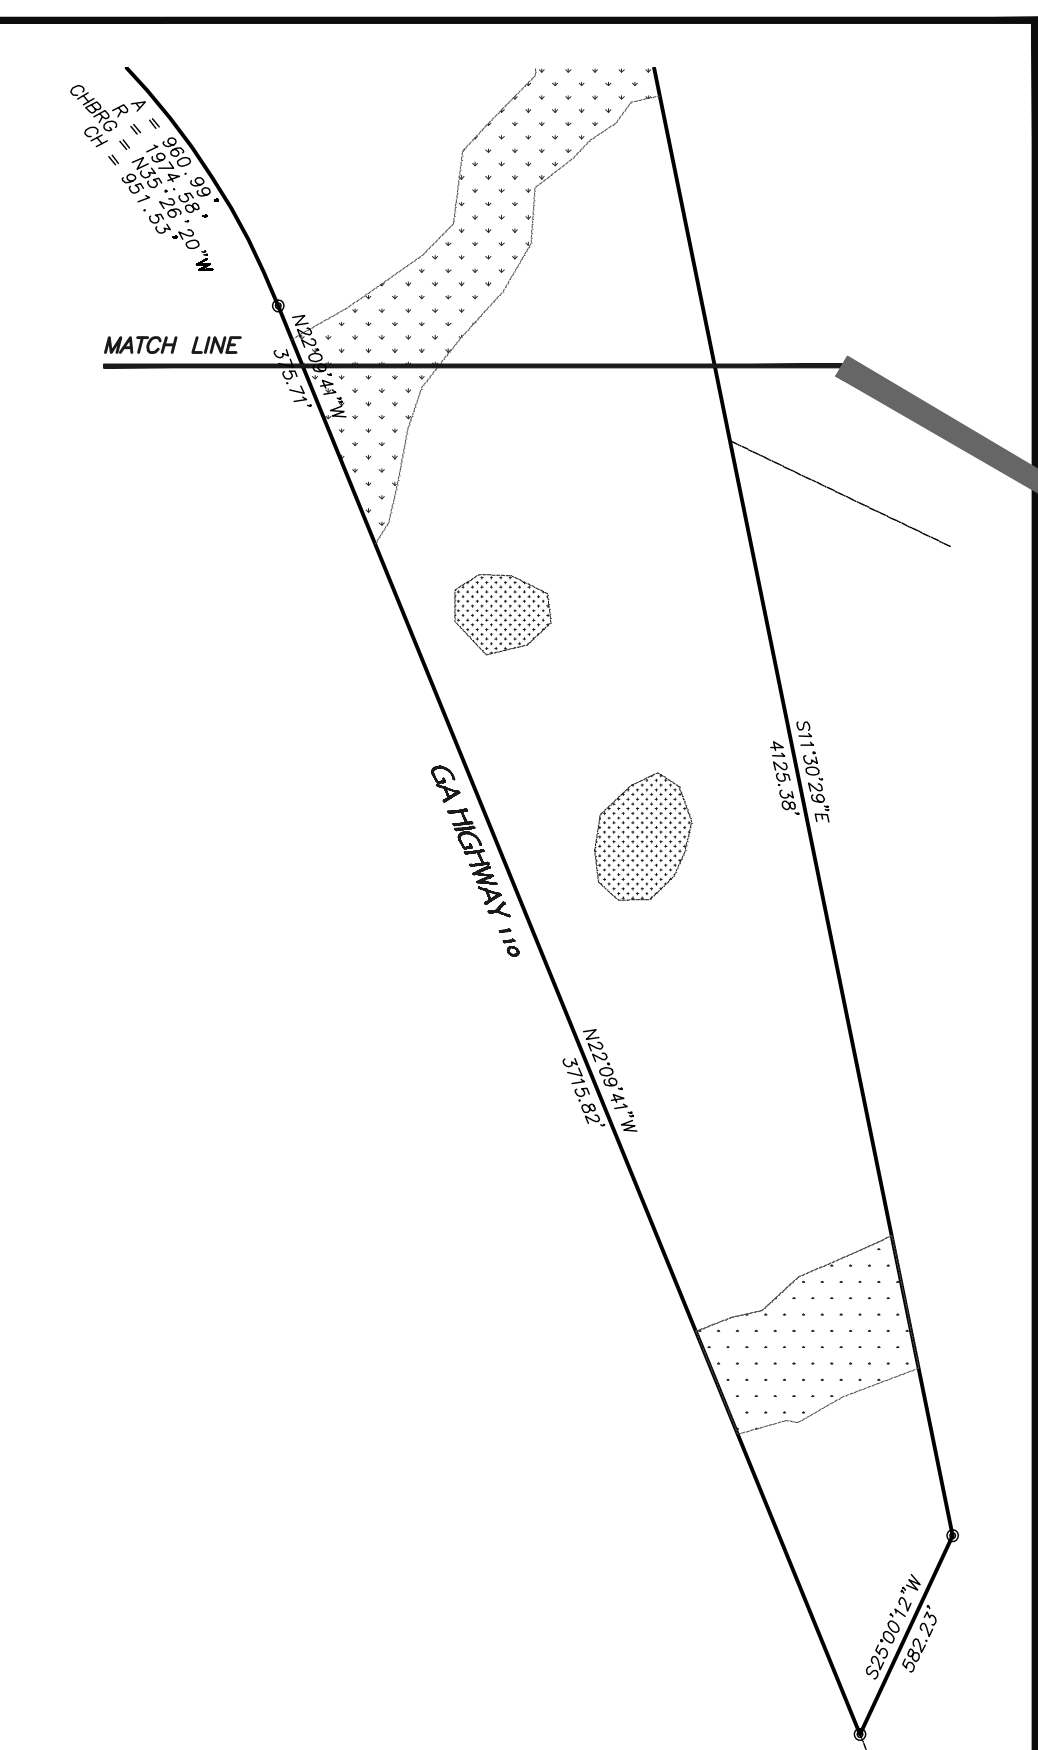 A = 960.99'
R = 1974.58'
CHBRG = N35°26'20"W
CH = 951.53'
N22°09'41"W
375.71'
MATCH LINE
S11°30'29"E
4125.38'
GA HIGHWAY 110
N22°09'41"W
3715.82'
S25°00'12"W
582.23'